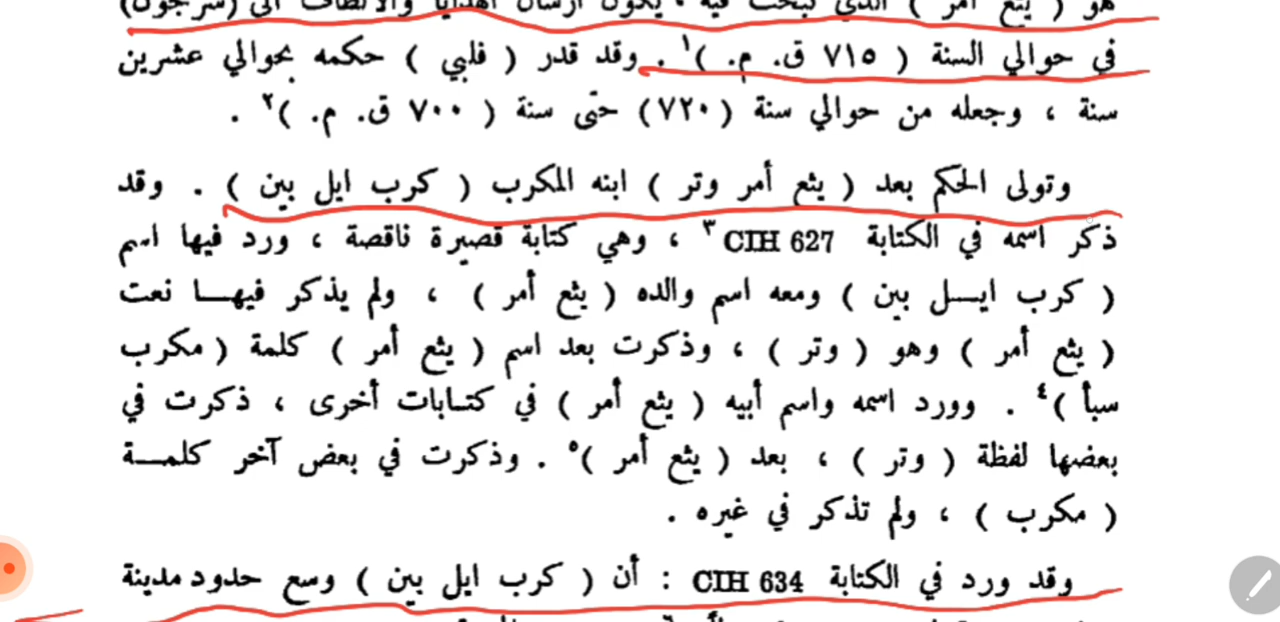 هو ( يثع أمر ) الذي نبحث فيه ، يكون ارسال الهدايا والألطاف الى (سرجون)
في حوالي السنة ( ٧١٥ ق. م. )١ . وقد قدر ( فلبي ) حكمه بحوالي عشرين
سنة ، وجعله من حوالي سنة (٧٢٠) حتى سنة ( ٧٠٠ ق. م. )٢ .
وتولى الحكم بعد ( يثع أمر وتر ) ابنه المكرب ( كرب ايل بين ) . وقد
ذكر اسمه في الكتابة CIH 627 ٣ ، وهي كتابة قصيرة ناقصة ، ورد فيها اسم
( كرب ايــل بين ) ومعه اسم والده ( يثع أمر ) ، ولم يذكر فيهــا نعت
( يثع أمر ) وهو ( وتر ) ، وذكرت بعد اسم ( يثع أمر ) كلمة ( مكرب
سبأ )٤ . وورد اسمه واسم أبيه ( يثع أمر ) في كتــابات أخرى ، ذكرت في
بعضها لفظة ( وتر ) ، بعد ( يثع أمر )٥ . وذكرت في بعض آخر كلمــة
( مكرب ) ، ولم تذكر في غيره .
وقد ورد في الكتابة CIH 634 : أن ( كرب ايل بين ) وسع حدود مدينة